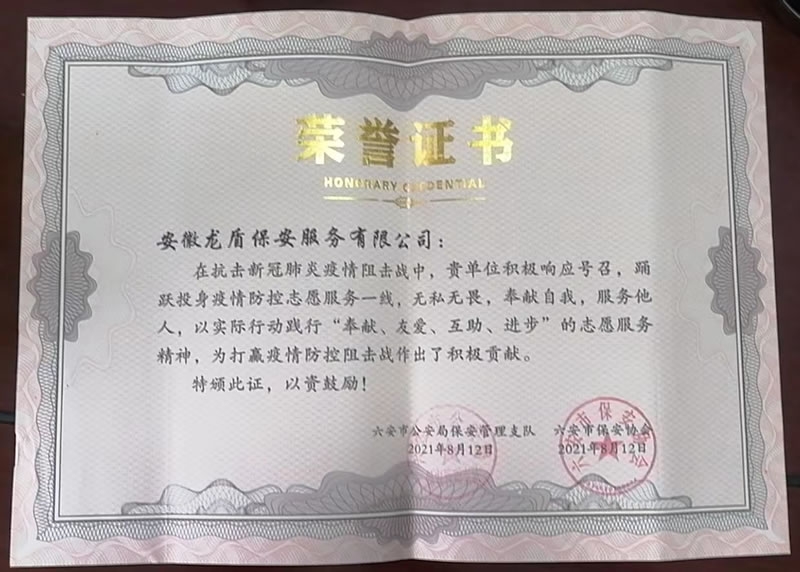 荣誉证书
HONORARY CREDENTIAL
安徽龙盾保安服务有限公司：
在抗击新冠肺炎疫情阻击战中，贵单位积极响应号召，踊
跃投身疫情防控志愿服务一线，无私无畏，奉献自我，服务他
人，以实际行动践行“奉献、友爱、互助、进步”的志愿服务
精神，为打赢疫情防控阻击战作出了积极贡献。
特颁此证，以资鼓励！
六安市公安局保安管理支队 六安市保安协会
2021年8月12日 2021年8月12日
六安市保安协会